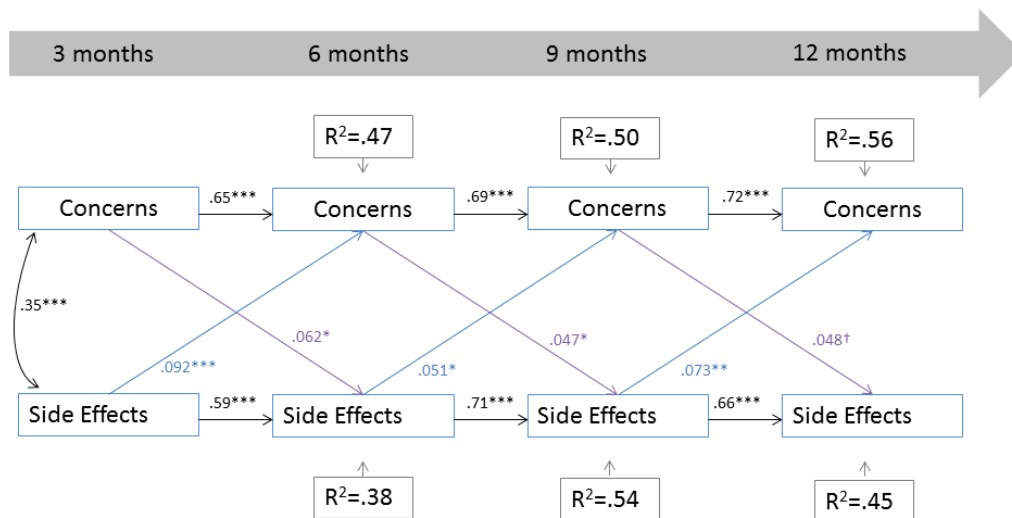 3 months 6 months 9 months 12 months
R²=.47 R²=.50 R²=.56
.65*** .69*** .72***
Concerns Concerns Concerns Concerns
.35***
.062* .047* .048†
.092*** .051* .073**
.59*** .71*** .66***
Side Effects Side Effects Side Effects Side Effects
R²=.38 R²=.54 R²=.45